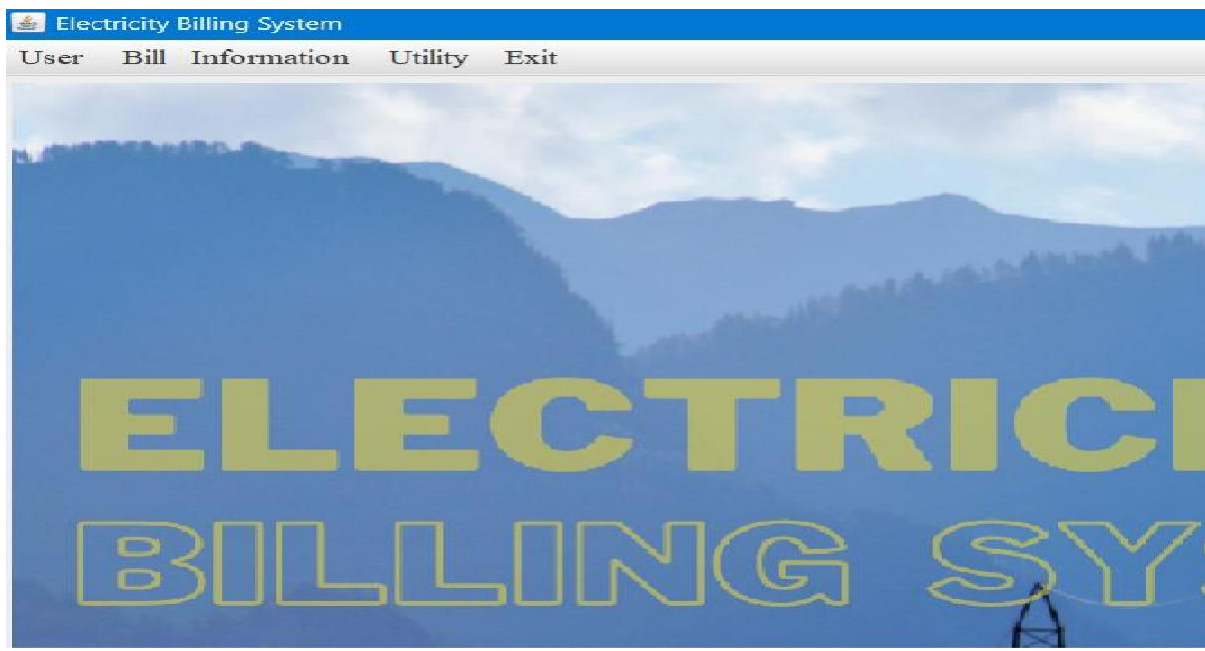 Electricity Billing System
User Bill Information Utility Exit
ELECTRIC
BILLING SY